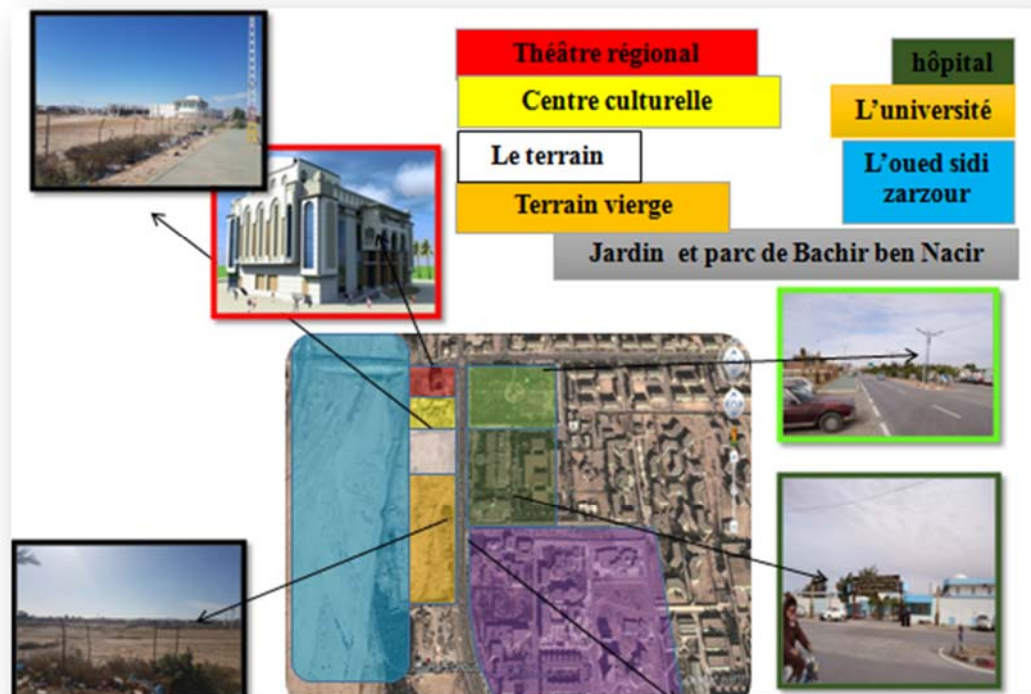 Théâtre régional
Centre culturelle
Le terrain
Terrain vierge
Jardin et parc de Bachir ben Nacir
hôpital
L'université
L'oued sidi
zarzour